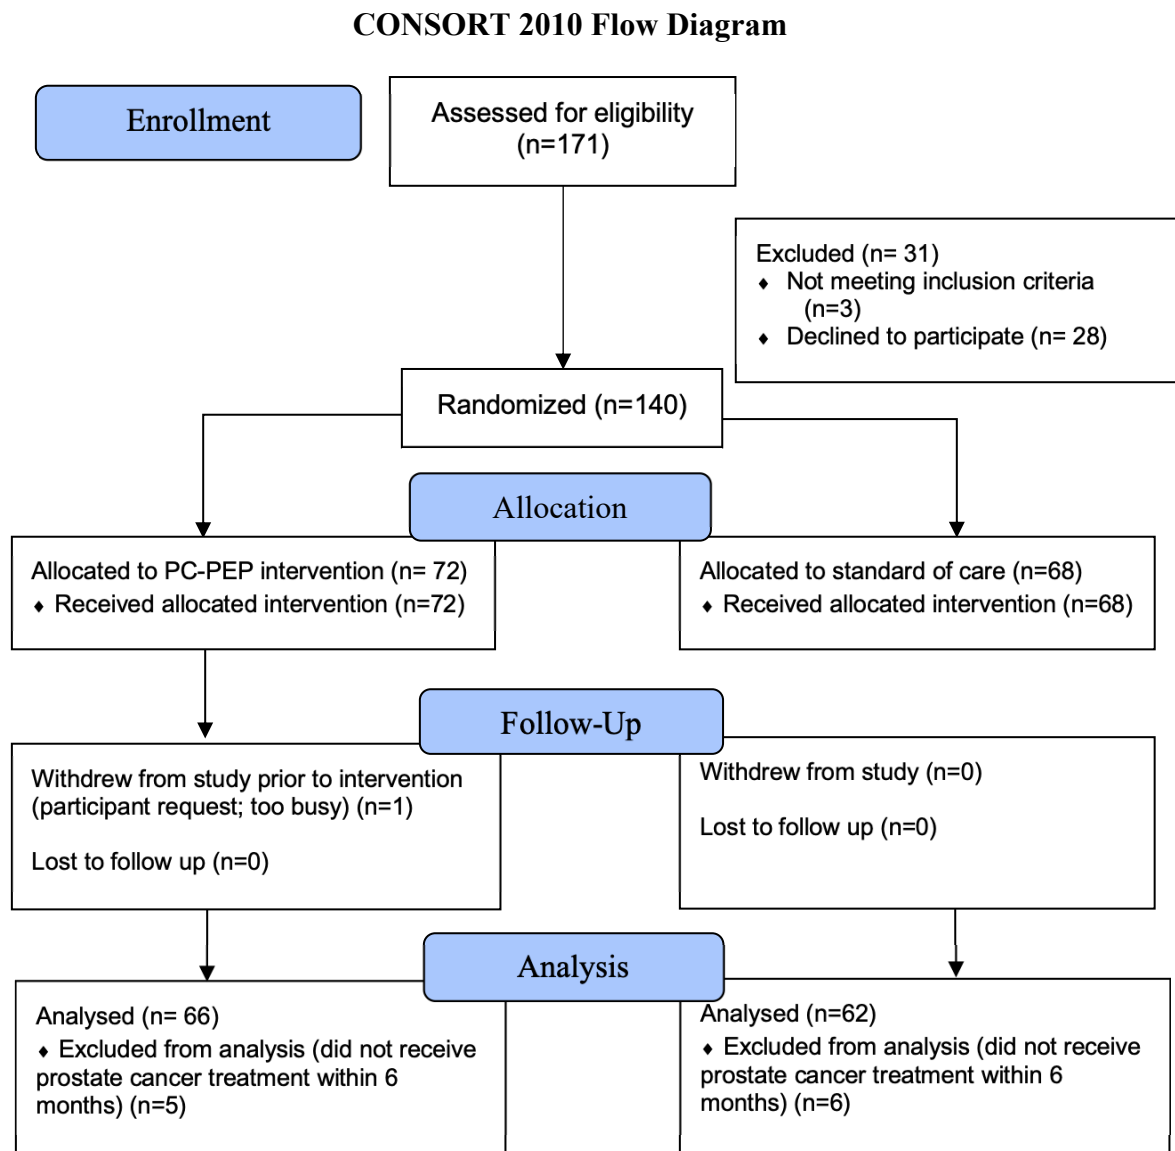 CONSORT 2010 Flow Diagram
Enrollment
Assessed for eligibility
(n=171)
Excluded (n= 31)
♦ Not meeting inclusion criteria
(n=3)
♦ Declined to participate (n= 28)
Randomized (n=140)
Allocation
Allocated to PC-PEP intervention (n= 72)
♦ Received allocated intervention (n=72)
Allocated to standard of care (n=68)
♦ Received allocated intervention (n=68)
Follow-Up
Withdrew from study prior to intervention
(participant request; too busy) (n=1)
Lost to follow up (n=0)
Withdrew from study (n=0)
Lost to follow up (n=0)
Analysis
Analysed (n= 66)
♦ Excluded from analysis (did not receive
prostate cancer treatment within 6
months) (n=5)
Analysed (n=62)
♦ Excluded from analysis (did not receive
prostate cancer treatment within 6
months) (n=6)